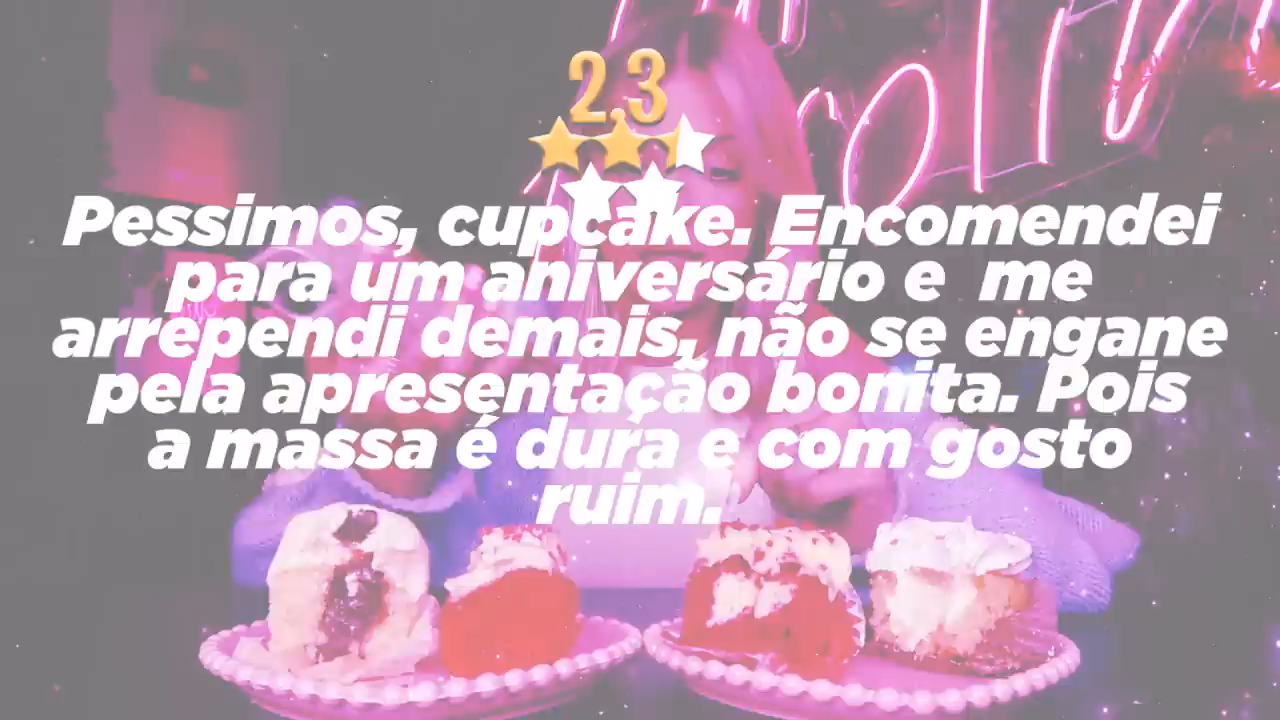 2,3
Pessimos, cupcake. Encomendei
para um aniversário e  me
arrependi demais, não se engane
pela apresentação bonita. Pois
a massa é dura e com gosto
ruim.